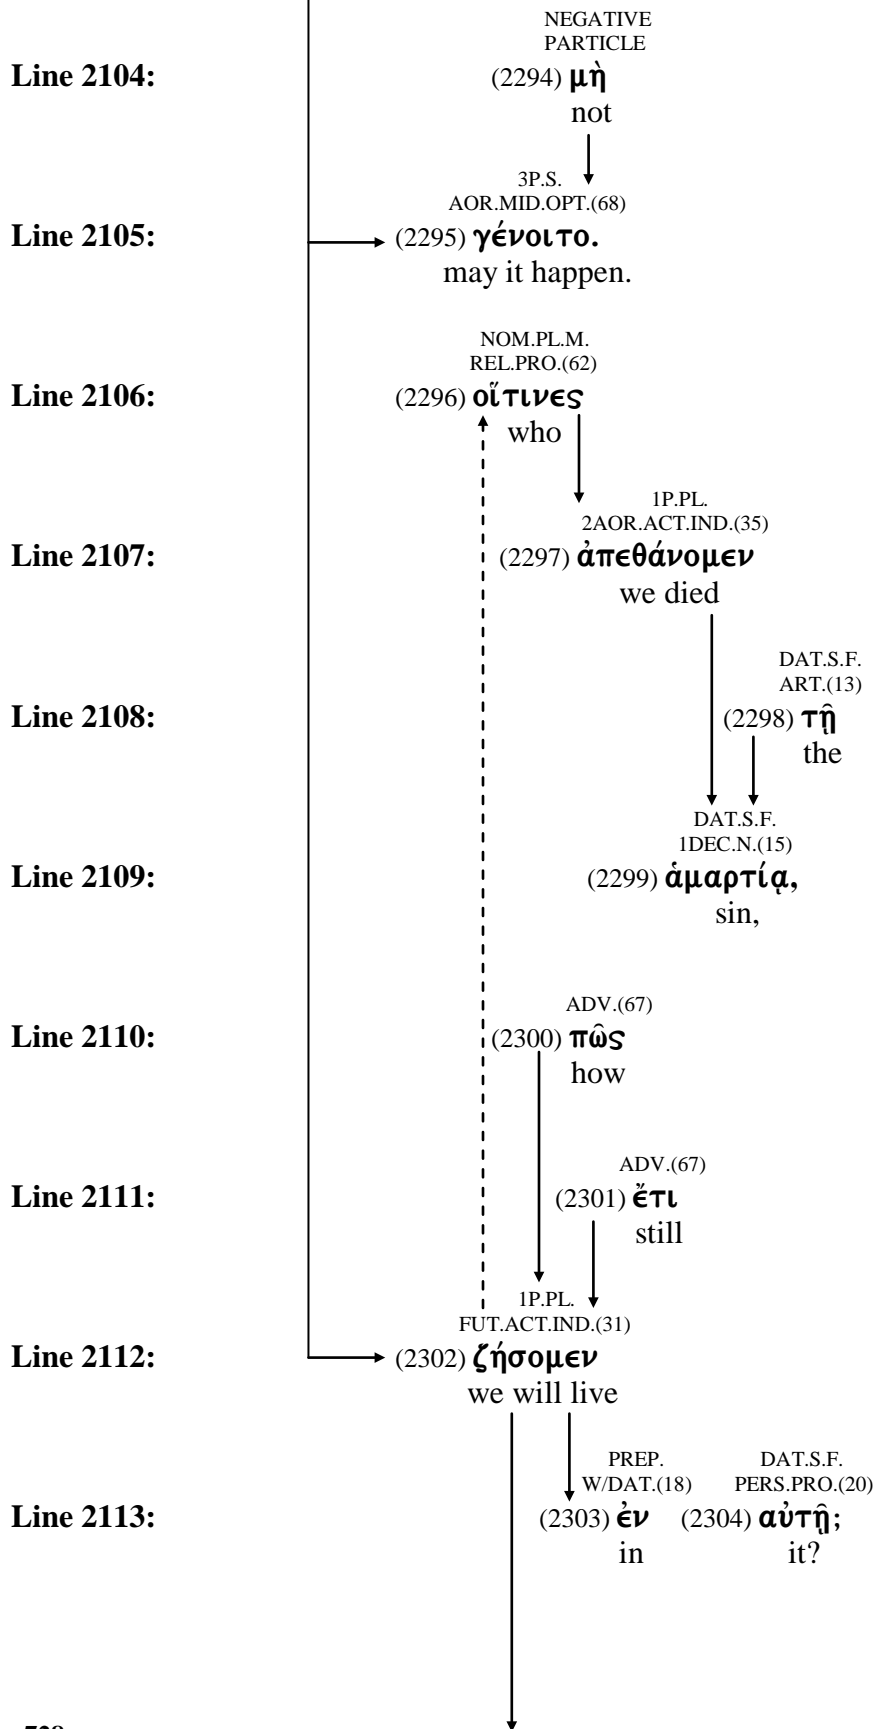 NEGATIVE
PARTICLE
Line 2104: (2294) μὴ
not
3P.S.
AOR.MID.OPT.(68)
Line 2105: (2295) γένοιτο.
may it happen.
NOM.PL.M.
REL.PRO.(62)
Line 2106: (2296) οἵτινες
who
1P.PL.
2AOR.ACT.IND.(35)
Line 2107: (2297) ἀπεθάνομεν
we died
DAT.S.F.
ART.(13)
Line 2108: (2298) τῇ
the
DAT.S.F.
1DEC.N.(15)
Line 2109: (2299) ἁμαρτίᾳ,
sin,
ADV.(67)
Line 2110: (2300) πῶς
how
ADV.(67)
Line 2111: (2301) ἔτι
still
1P.PL.
FUT.ACT.IND.(31)
Line 2112: (2302) ζήσομεν
we will live
PREP. DAT.S.F.
W/DAT.(18) PERS.PRO.(20)
Line 2113: (2303) ἐν (2304) αὐτῇ;
in it?